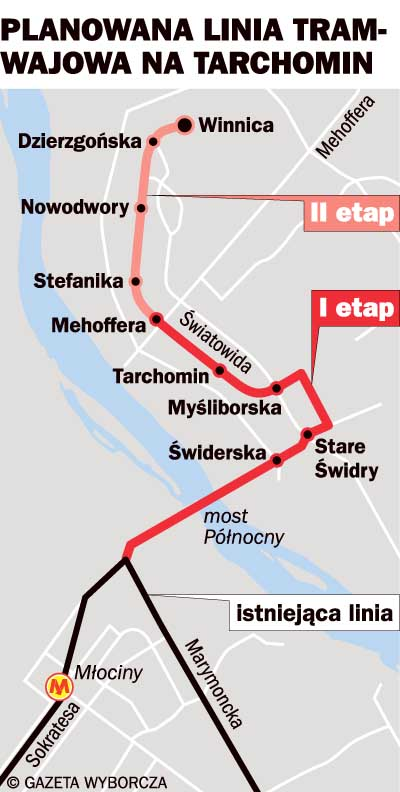 PLANOWANA LINIA TRAM-
WAJOWA NA TARCHOMIN
Winnica
Mehoffera
Dzierzgońska
Nowodwory
II etap
Stefanika
I etap
Mehoffera
Światowida
Tarchomin
Myśliborska
Stare
Świdry
Świderska
most
Północny
istniejąca linia
Marymoncka
Młociny
M
Sokratesa
© GAZETA WYBORCZA